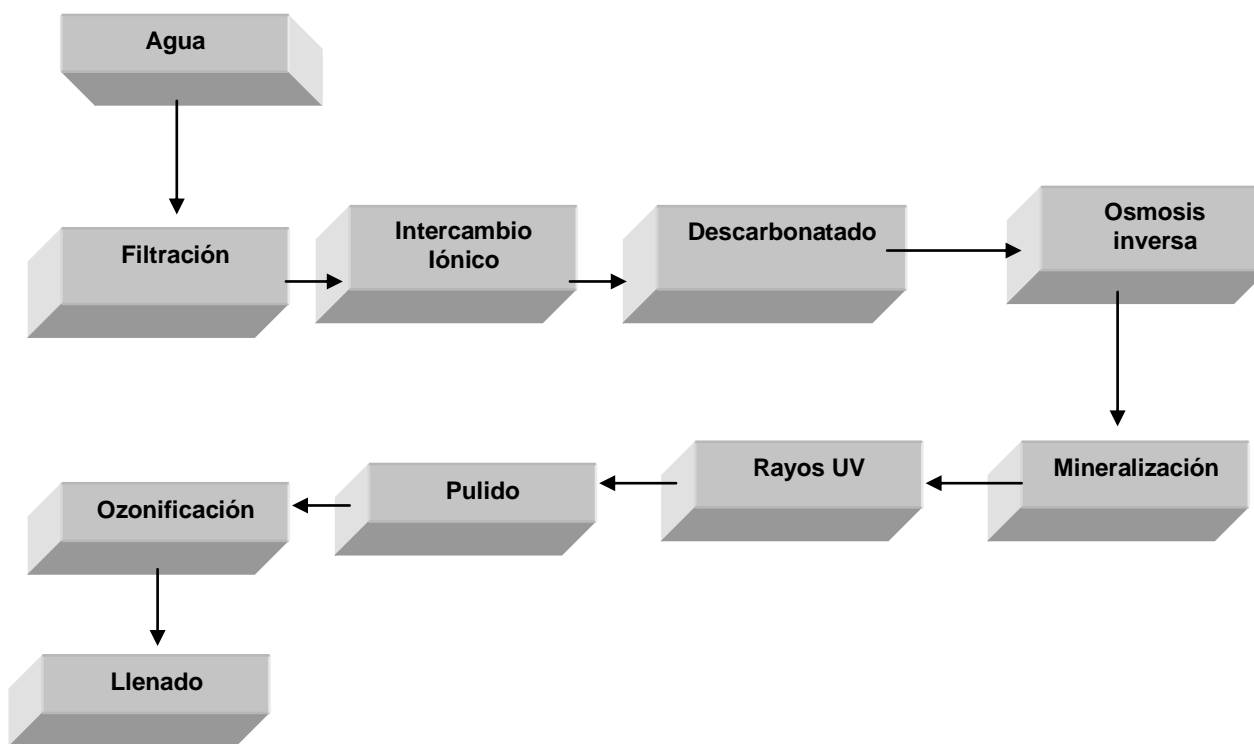 Agua
Filtración
Intercambio
Iónico
Descarbonatado
Osmosis
inversa
Mineralización
Rayos UV
Pulido
Ozonificación
Llenado